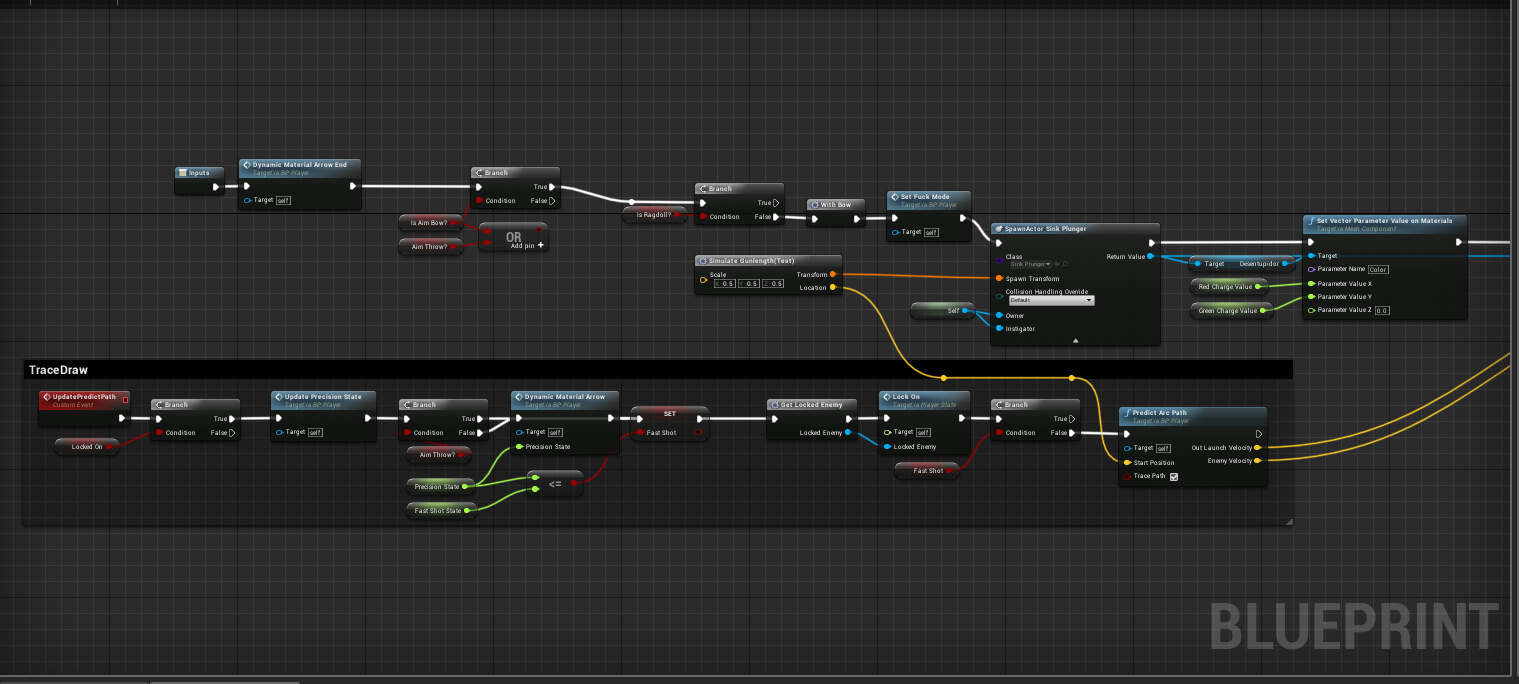 Inputs
Dynamic Material Arrow End
Target is BP Player
Target self
Branch
True
Condition False
Is Aim Bow?
Aim Throw?
OR
Add pin +
Branch
True
Condition False
Is Ragdoll?
With Bow
Set Fuck Mode
Target is BP Player
Target self
Simulate Gunlength(Test)
Scale Transform
X 0.5 Y 0.5 Z 0.5
Location
SpawnActor Sink Plunger
Class
Sink Plunger
Return Value
Spawn Transform
Collision Handling Override
Default
Owner
Instigator
Self
Target Desentupidor
Red Charge Value
Green Charge Value
Set Vector Parameter Value on Materials
Target is Mesh Component
Target
Parameter Name Color
Parameter Value X
Parameter Value Y
Parameter Value Z 0.0
TraceDraw
UpdatePredictPath
Custom Event
Locked On
Branch
True
Condition False
Update Precision State
Target is BP Player
Target self
Branch
True
Condition False
Aim Throw?
Precision State
Fast Shot State
Dynamic Material Arrow
Target is BP Player
Target self
Precision State
<=
SET
Fast Shot
Get Locked Enemy
Locked Enemy
Lock On
Target is Player State
Target self
Locked Enemy
Fast Shot
Branch
True
Condition False
Predict Arc Path
Target is BP Player
Target self Out Launch Velocity
Start Position Enemy Velocity
Trace Path
BLUEPRINT